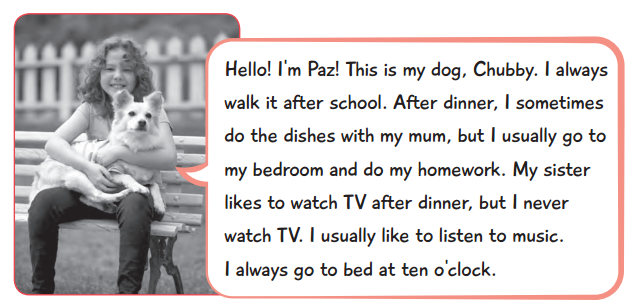 Hello! I'm Paz! This is my dog, Chubby. I always
walk it after school. After dinner, I sometimes
do the dishes with my mum, but I usually go to
my bedroom and do my homework. My sister
likes to watch TV after dinner, but I never
watch TV. I usually like to listen to music.
I always go to bed at ten o'clock.